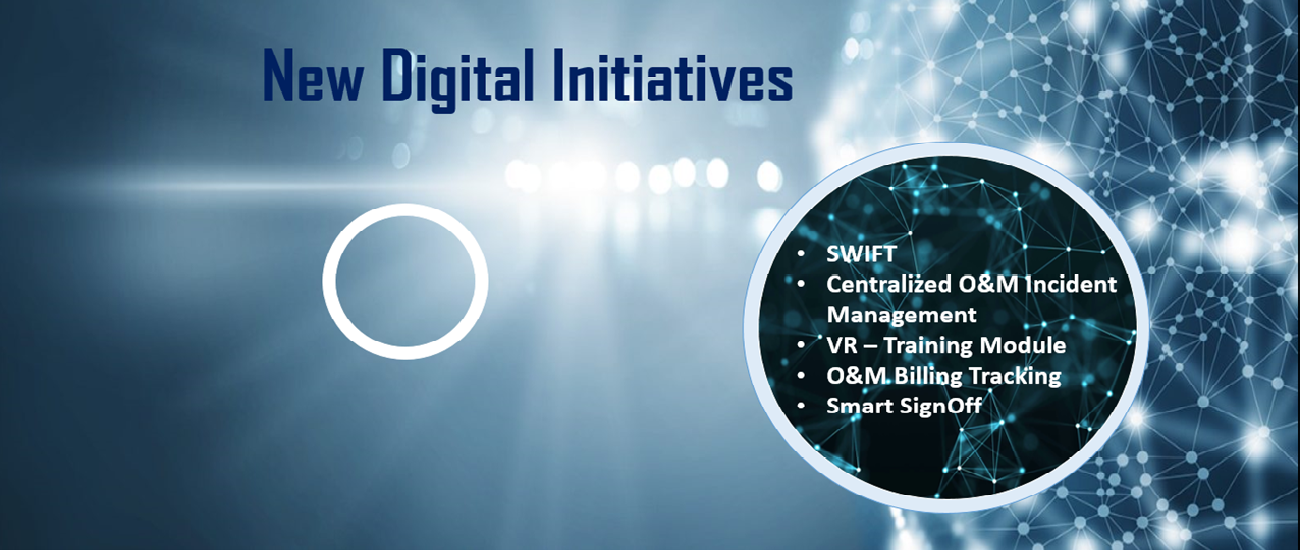 New Digital Initiatives
• SWIFT
• Centralized O&M Incident
Management
• VR – Training Module
• O&M Billing Tracking
• Smart SignOff